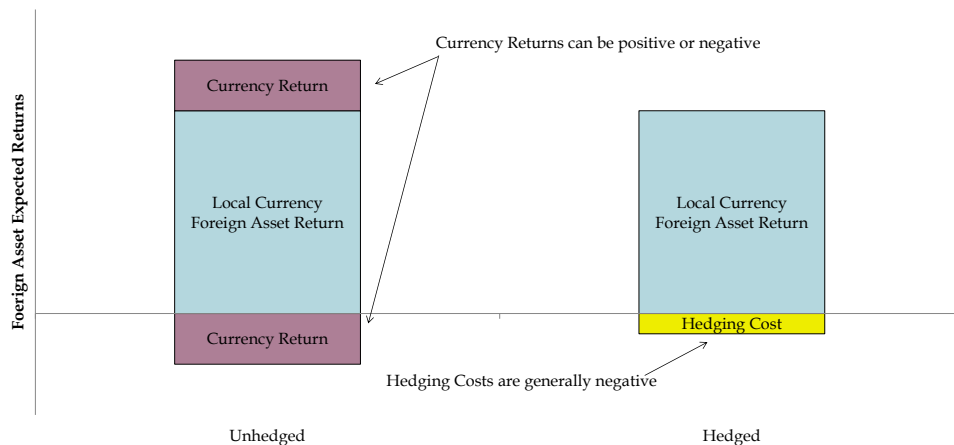 Currency Returns can be positive or negative
Currency Return
Local Currency
Foreign Asset Return
Currency Return
Local Currency
Foreign Asset Return
Hedging Cost
Hedging Costs are generally negative
Foerign Asset Expected Returns
Unhedged
Hedged